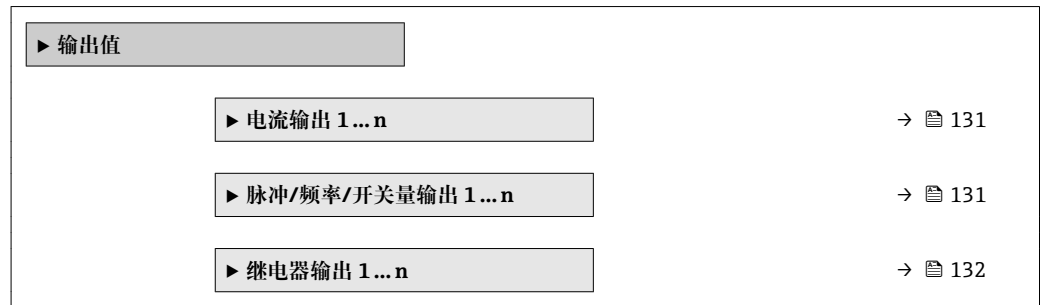 ▶ 输出值
▶ 电流输出 1…n → 🖹 131
▶ 脉冲/频率/开关量输出 1…n → 🖹 131
▶ 继电器输出 1…n → 🖹 132